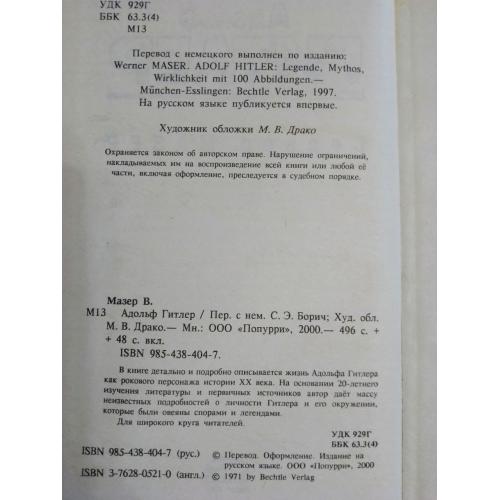 УДК 929Г
ББК 63.3(4)
М13
Перевод с немецкого выполнен по изданию:
Werner MASER. ADOLF HITLER: Legende, Mythos,
Wirklichkeit mit 100 Abbildungen.—
München-Esslingen: Bechtle Verlag, 1997.
На русском языке публикуется впервые.
Художник обложки М. В. Драко
Охраняется законом об авторском праве. Нарушение ограничений,
накладываемых им на воспроизведение всей книги или любой её
части, включая оформление, преследуется в судебном порядке.
Мазер В.
М13 Адольф Гитлер / Пер. с нем. С. Э. Борич; Худ. обл.
М. В. Драко.— Мн.: ООО «Попурри», 2000.— 496 с. +
+ 48 с. вкл.
ISBN 985-438-404-7.
В книге детально и подробно описывается жизнь Адольфа Гитлера
как рокового персонажа истории XX века. На основании 20-летнего
изучения литературы и первичных источников автор даёт массу
неизвестных подробностей о личности Гитлера и его окружении,
которые были овеяны спорами и легендами.
Для широкого круга читателей.
УДК 929Г
ББК 63.3(4)
ISBN 985-438-404-7 (рус.) © Перевод. Оформление. Издание на
русском языке. ООО «Попурри», 2000
ISBN 3-7628-0521-0 (англ.) © 1971 by Bechtle Verlag